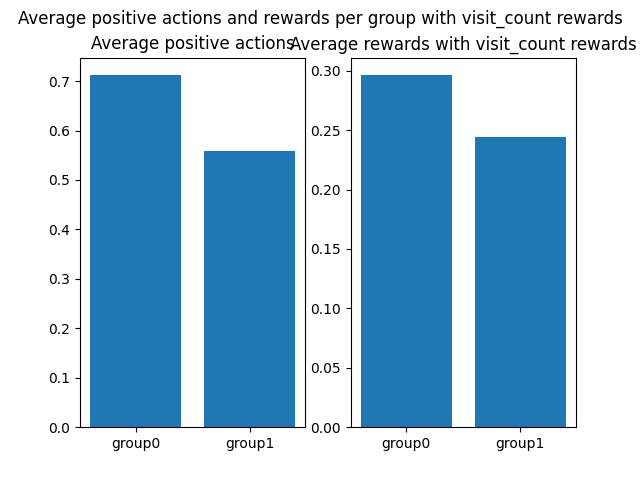 Average positive actions and rewards per group with visit_count rewards
Average positive actions
Average rewards with visit_count rewards
0.7
0.6
0.5
0.4
0.3
0.2
0.1
0.0
group0
group1
0.30
0.25
0.20
0.15
0.10
0.05
0.00
group0
group1